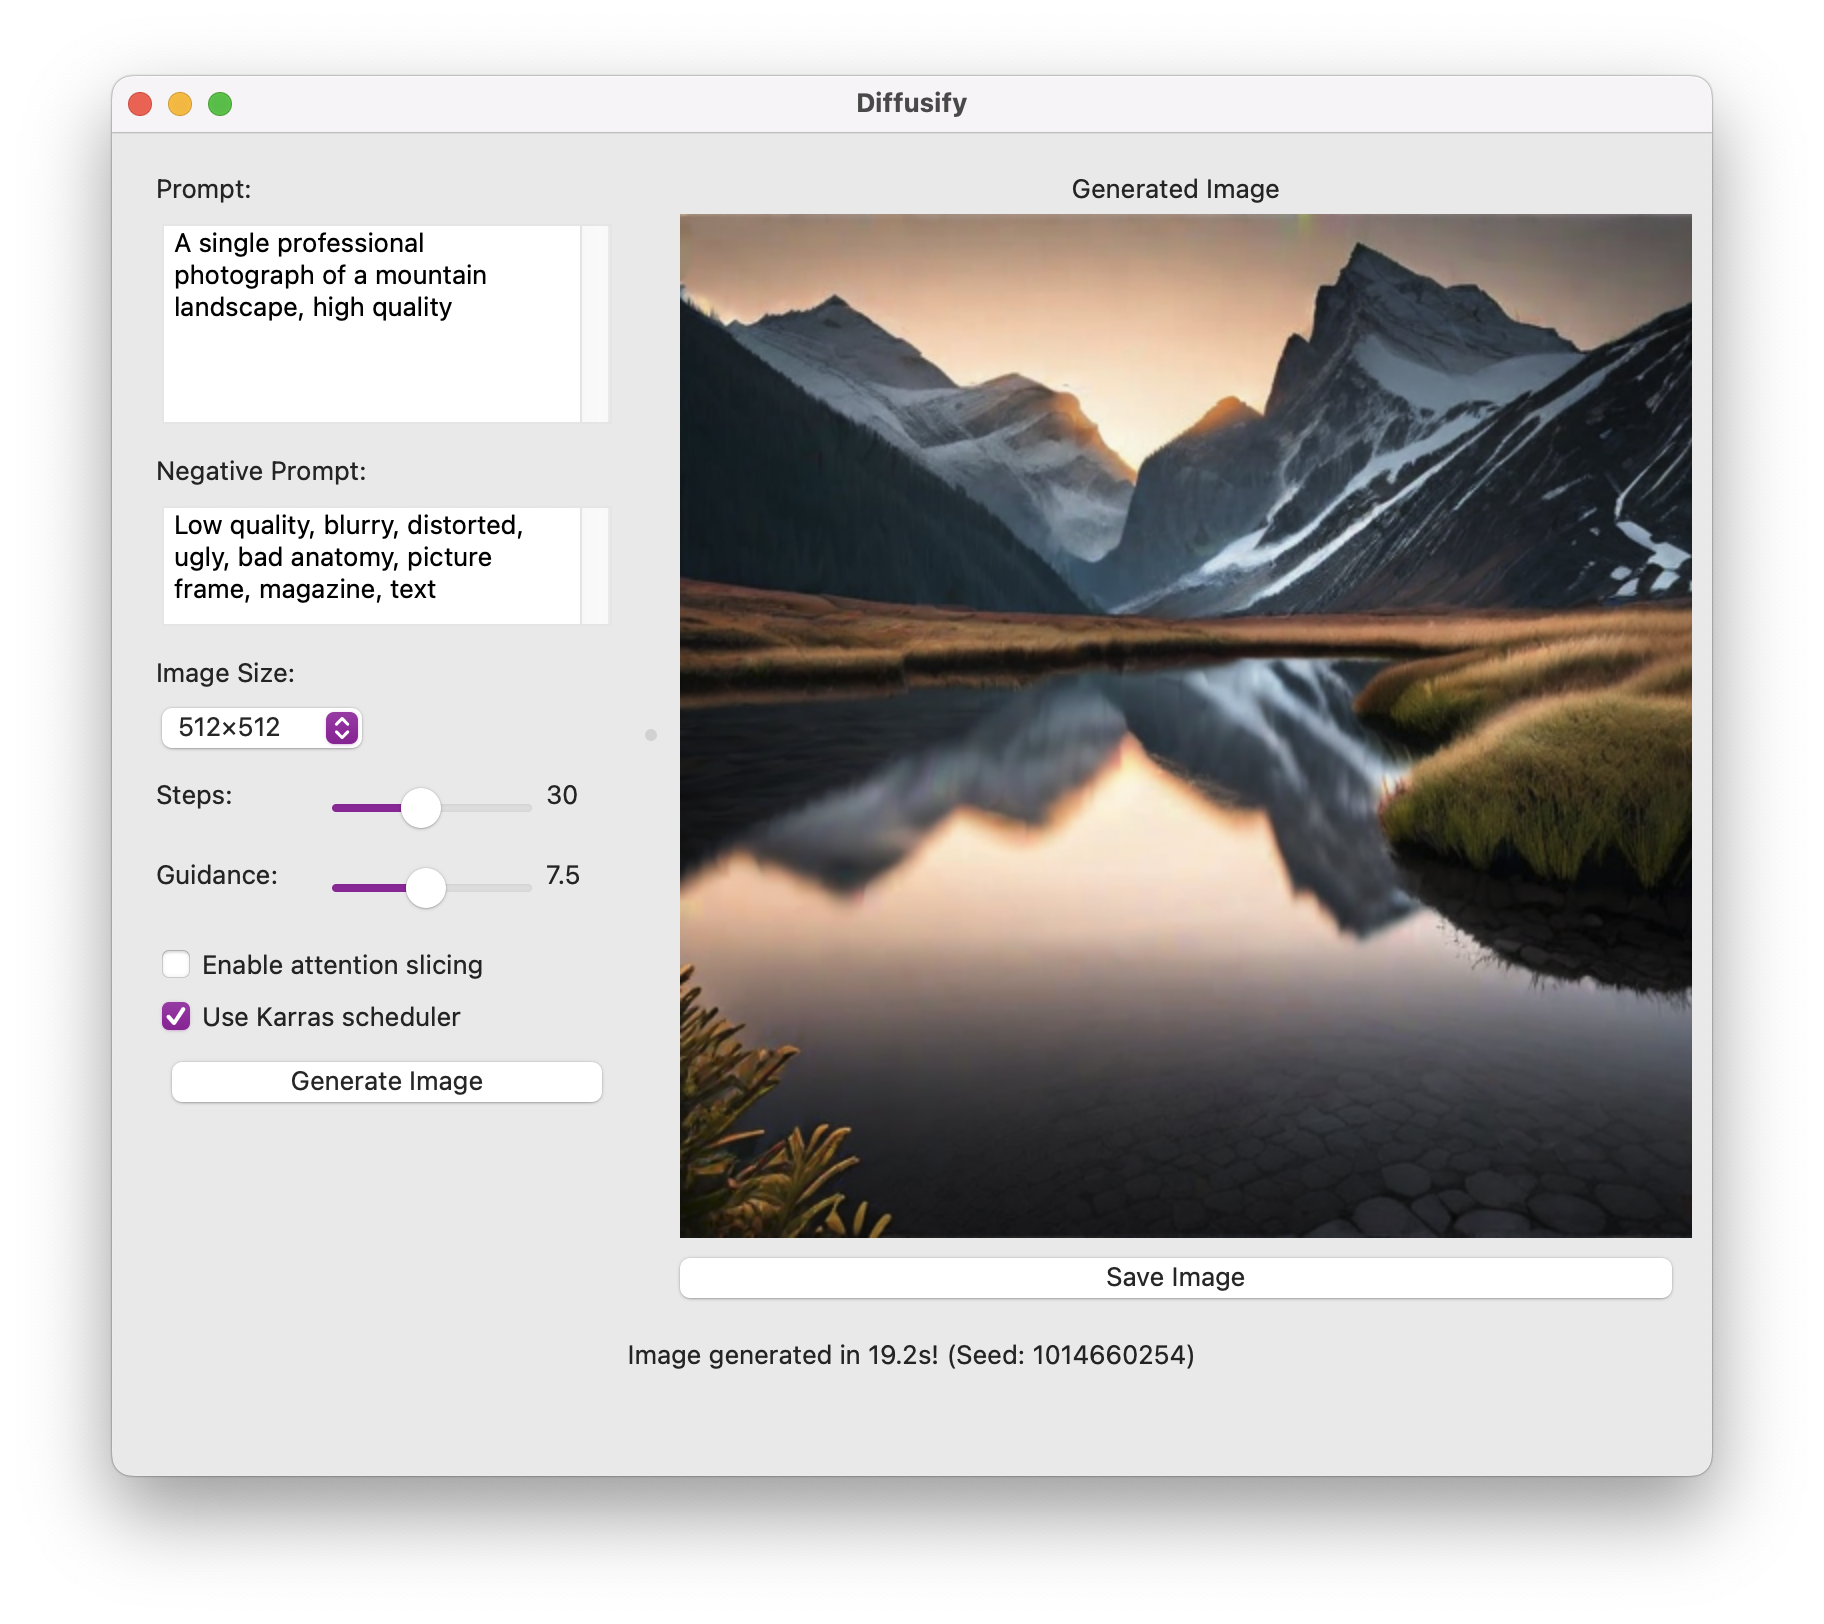 Diffusify
Prompt:
A single professional
photograph of a mountain
landscape, high quality
Negative Prompt:
Low quality, blurry, distorted,
ugly, bad anatomy, picture
frame, magazine, text
Image Size:
512×512
Steps:
30
Guidance:
7.5
Enable attention slicing
Use Karras scheduler
Generate Image
Generated Image
Save Image
Image generated in 19.2s! (Seed: 1014660254)